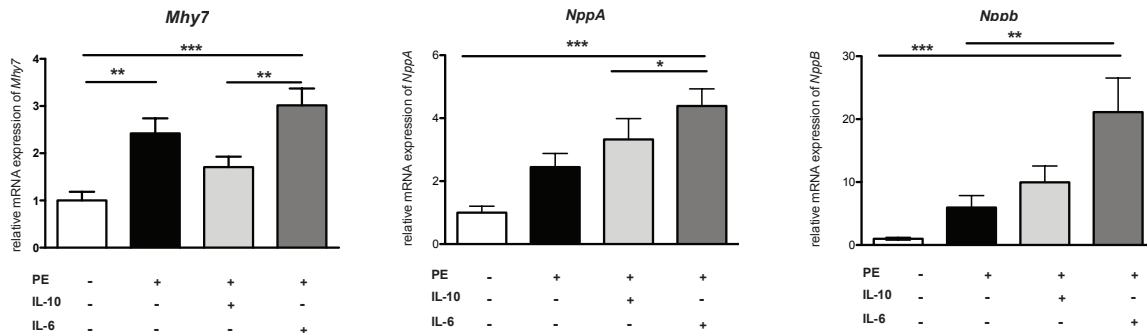 Mhy7
relative mRNA expression of Mhy7
4
3
2
1
0
***
**
**
PE - + + +
IL-10 - - + -
IL-6 - - - +
NppA
relative mRNA expression of NppA
6
4
2
0
***
*
PE - + + +
IL-10 - - + -
IL-6 - - - +
Nppb
relative mRNA expression of NppB
30
20
10
0
***
**
PE - + + +
IL-10 - - + -
IL-6 - - - +